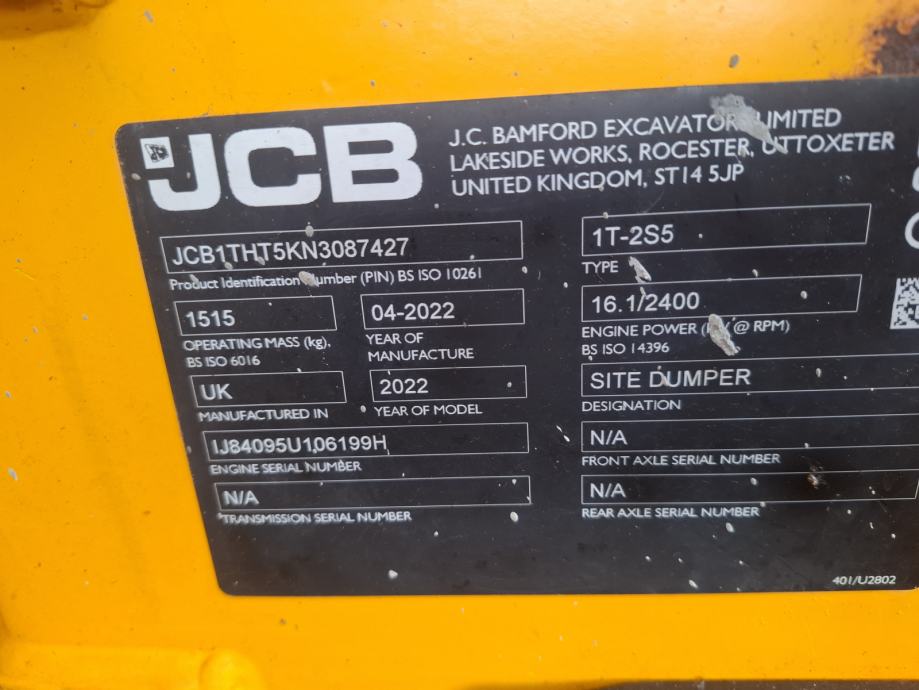 JCB
J.C. BAMFORD EXCAVATORS LIMITED
LAKESIDE WORKS, ROCESTER, UTTOXETER
UNITED KINGDOM, ST14 5JP
JCB1THT5KN3087427
Product Identification Number (PIN) BS ISO 10261
1515
OPERATING MASS (kg),
BS ISO 6016
04-2022
YEAR OF
MANUFACTURE
UK
MANUFACTURED IN
2022
YEAR OF MODEL
IJ84095U106199H
ENGINE SERIAL NUMBER
N/A
TRANSMISSION SERIAL NUMBER
1T-2S5
TYPE
16.1/2400
ENGINE POWER (kW @ RPM)
BS ISO 14396
SITE DUMPER
DESIGNATION
N/A
FRONT AXLE SERIAL NUMBER
N/A
REAR AXLE SERIAL NUMBER
401/U2802